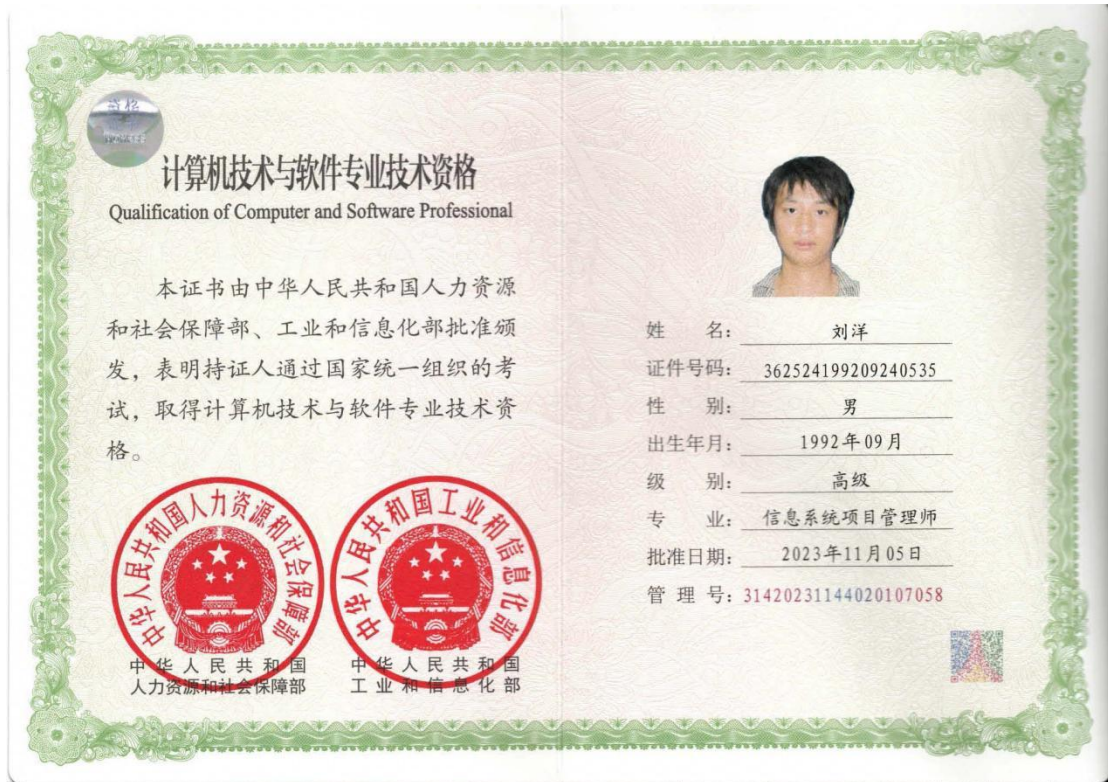 计算机技术与软件专业技术资格
Qualification of Computer and Software Professional
本证书由中华人民共和国人力资源
和社会保障部、工业和信息化部批准颁
发，表明持证人通过国家统一组织的考
试，取得计算机技术与软件专业技术资
格。
中华人民共和国人力资源和社会保障部
中华人民共和国工业和信息化部
中华人民共和国
人力资源和社会保障部
中华人民共和国
工业和信息化部
姓 名： 刘洋
证件号码： 362524199209240535
性 别： 男
出生年月： 1992年09月
级 别： 高级
专 业： 信息系统项目管理师
批准日期： 2023年11月05日
管 理 号： 31420231144020107058